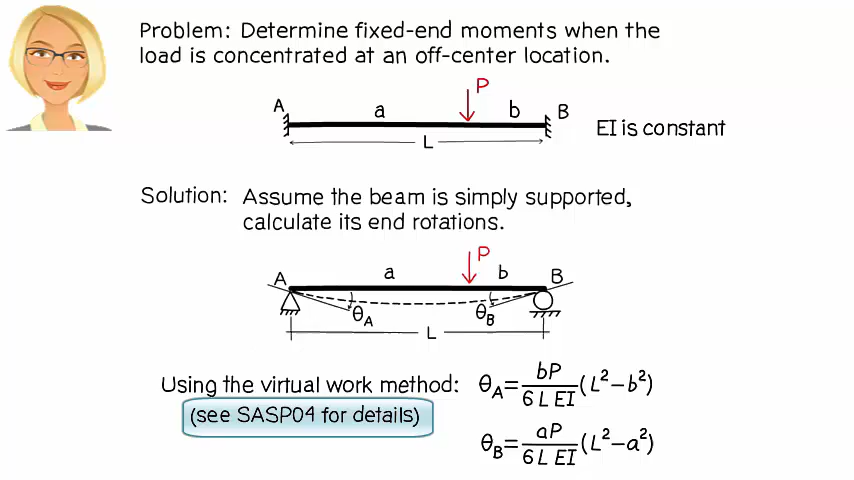 Problem: Determine fixed-end moments when the
load is concentrated at an off-center location.
P
A
a
b
B
L
EI is constant
Solution: Assume the beam is simply supported,
calculate its end rotations.
P
A
a
b
B
θA
θB
L
Using the virtual work method:
(see SASP04 for details)
θA = bP / 6 L EI (L² − b²)
θB = aP / 6 L EI (L² − a²)